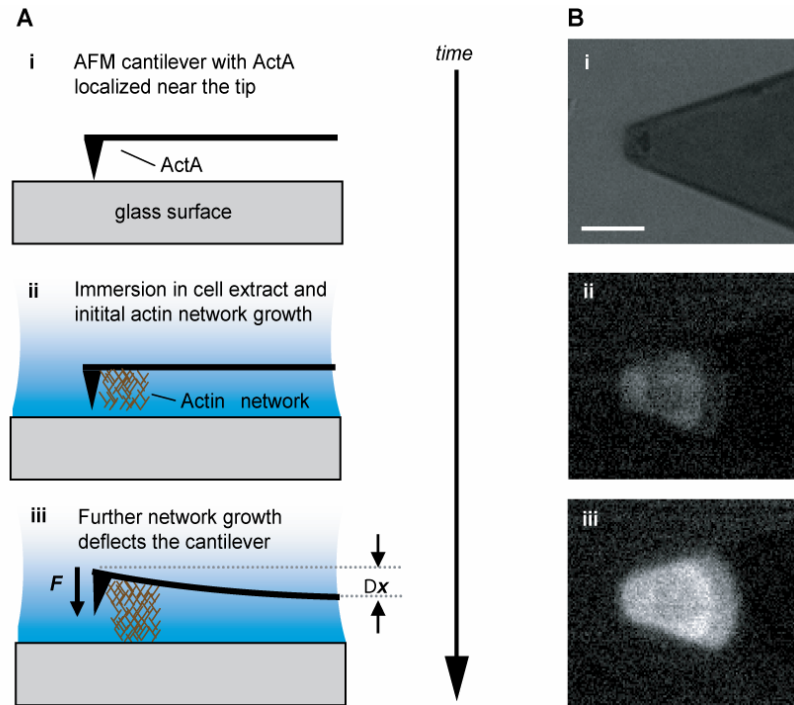 A
i AFM cantilever with ActA
localized near the tip
ActA
glass surface
ii Immersion in cell extract and
initital actin network growth
Actin network
iii Further network growth
deflects the cantilever
F
Dx
time
B
i
ii
iii